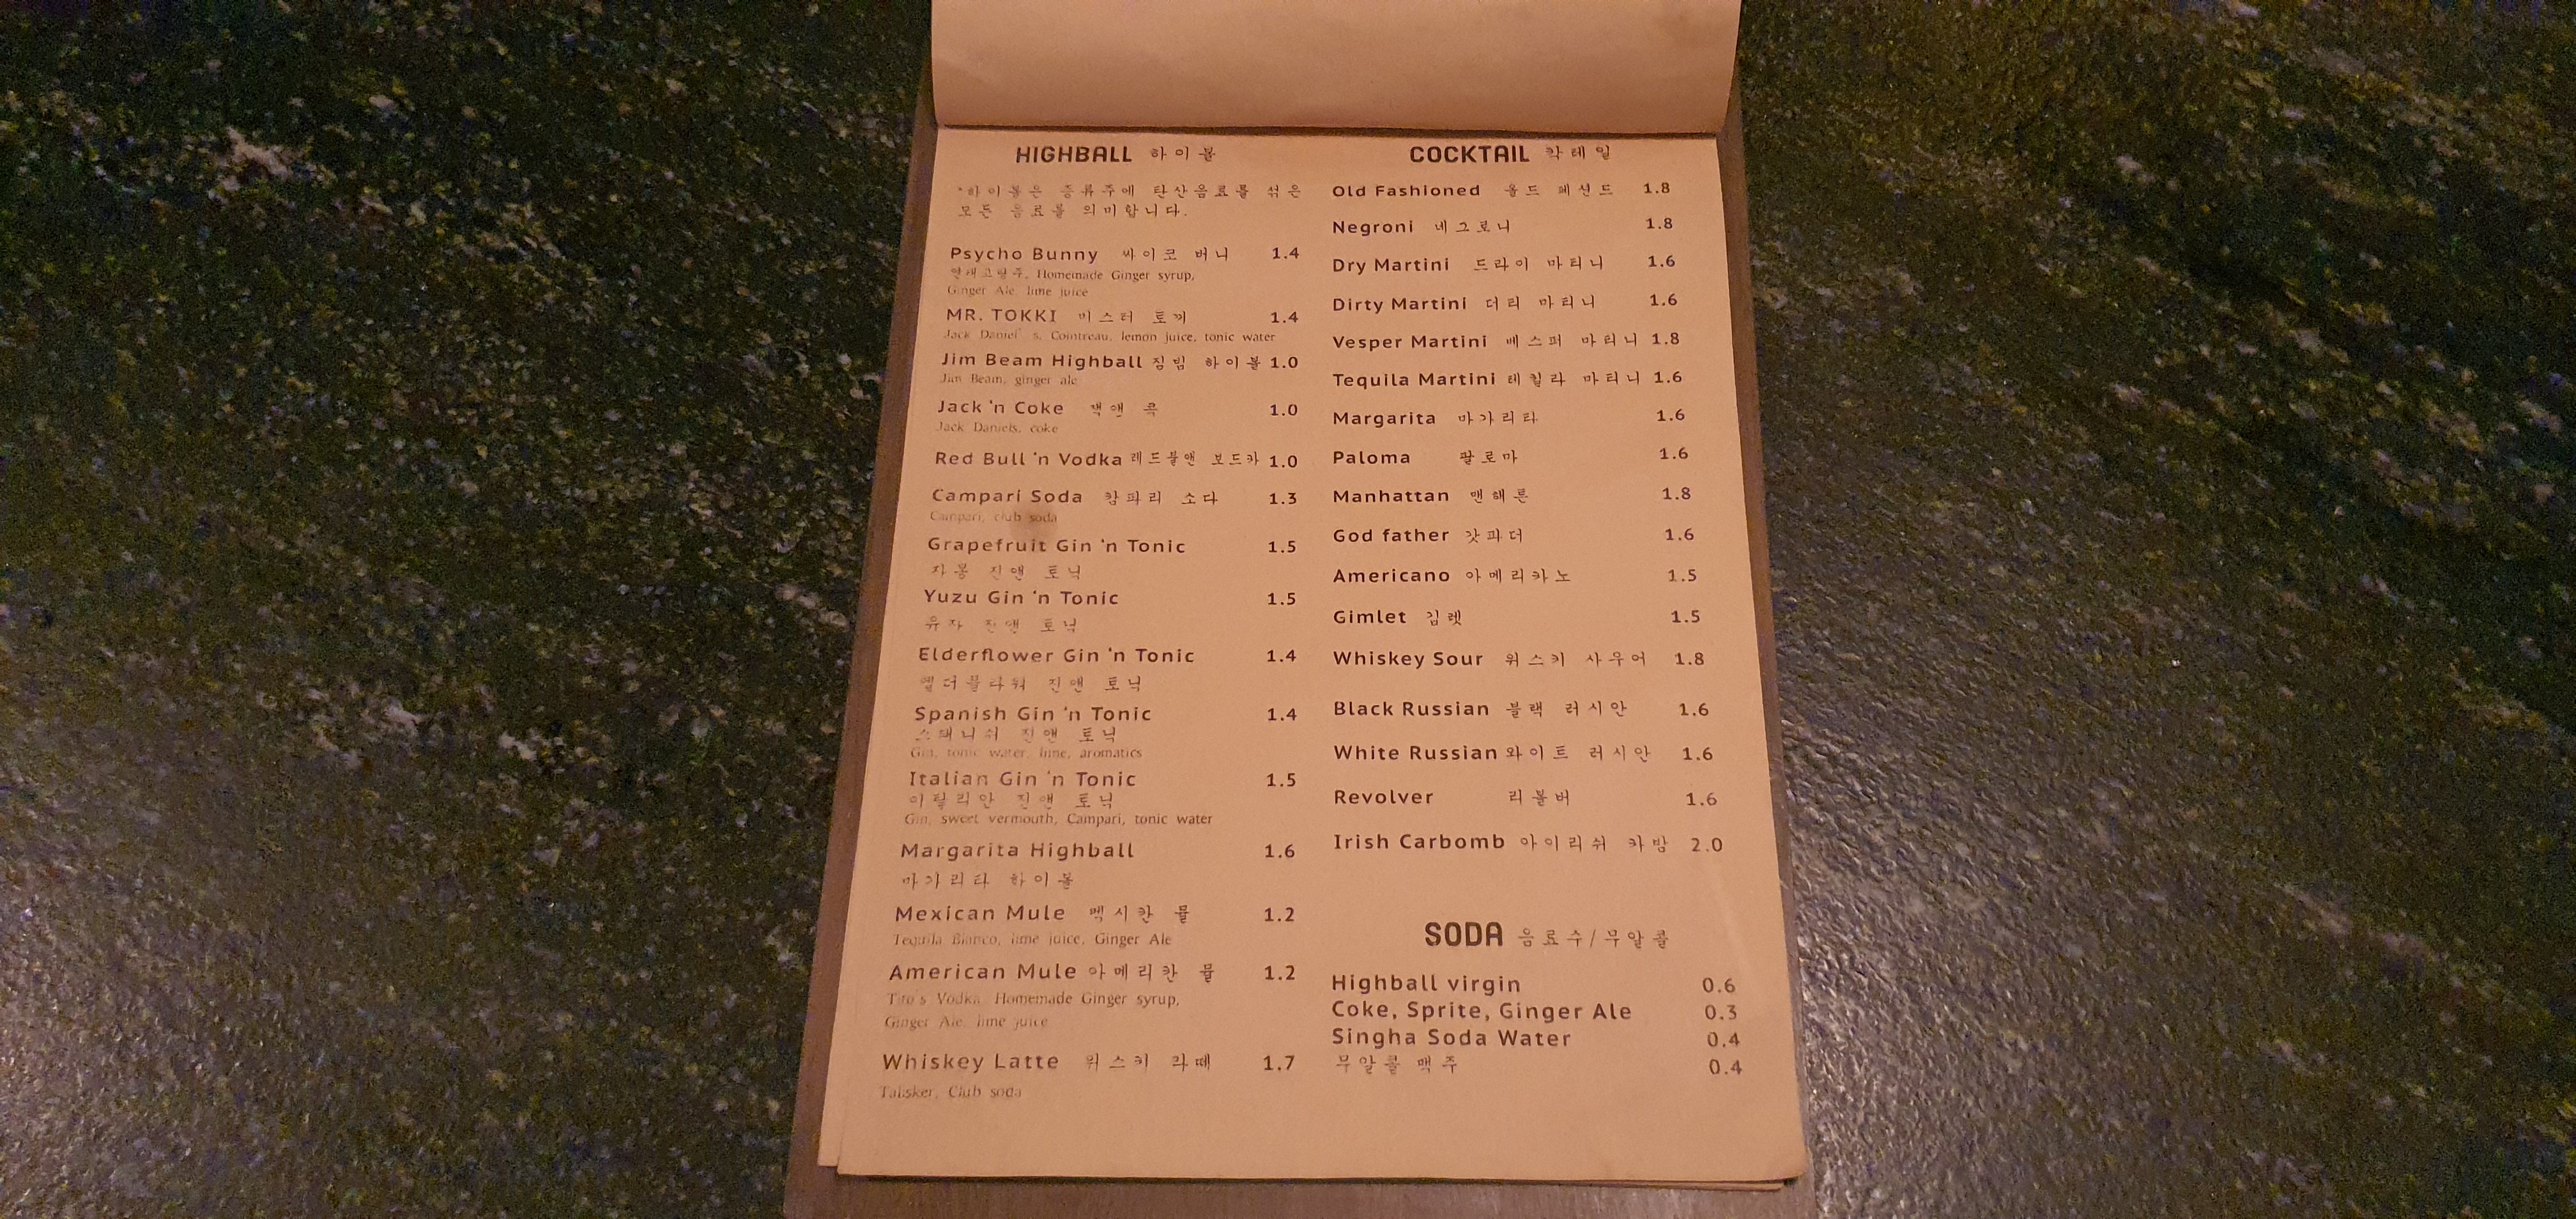 HIGHBALL 하이볼
*하이볼은 증류주에 탄산음료를 섞은
모든 음료를 의미합니다.
Psycho Bunny 싸이코 버니 1.4
연태고량주, Homemade Ginger syrup,
Ginger Ale, lime juice
MR. TOKKI 미스터 토끼 1.4
Jack Daniel's, Cointreau, lemon juice, tonic water
Jim Beam Highball 짐빔 하이볼 1.0
Jim Beam, ginger ale
Jack 'n Coke 잭앤 콕 1.0
Jack Daniels, coke
Red Bull 'n Vodka 레드불앤 보드카 1.0
Campari Soda 캄파리 소다 1.3
Campari, club soda
Grapefruit Gin 'n Tonic 1.5
자몽 진앤 토닉
Yuzu Gin 'n Tonic 1.5
유자 진앤 토닉
Elderflower Gin 'n Tonic 1.4
엘더플라워 진앤 토닉
Spanish Gin 'n Tonic 1.4
스패니쉬 진앤 토닉
Gin, tonic water, lime, aromatics
Italian Gin 'n Tonic 1.5
이탈리안 진앤 토닉
Gin, sweet vermouth, Campari, tonic water
Margarita Highball 1.6
마가리타 하이볼
Mexican Mule 멕시칸 뮬 1.2
Tequila Blanco, lime juice, Ginger Ale
American Mule 아메리칸 뮬 1.2
Tito's Vodka, Homemade Ginger syrup,
Ginger Ale, lime juice
Whiskey Latte 위스키 라떼 1.7
Talisker, Club soda
COCKTAIL 칵테일
Old Fashioned 올드 패션드 1.8
Negroni 네그로니 1.8
Dry Martini 드라이 마티니 1.6
Dirty Martini 더티 마티니 1.6
Vesper Martini 베스퍼 마티니 1.8
Tequila Martini 테킬라 마티니 1.6
Margarita 마가리타 1.6
Paloma 팔로마 1.6
Manhattan 맨해튼 1.8
God father 갓파더 1.6
Americano 아메리카노 1.5
Gimlet 김렛 1.5
Whiskey Sour 위스키 사우어 1.8
Black Russian 블랙 러시안 1.6
White Russian 화이트 러시안 1.6
Revolver 리볼버 1.6
Irish Carbomb 아이리쉬 카밤 2.0
SODA 음료수/무알콜
Highball virgin 0.6
Coke, Sprite, Ginger Ale 0.3
Singha Soda Water 0.4
무알콜 맥주 0.4